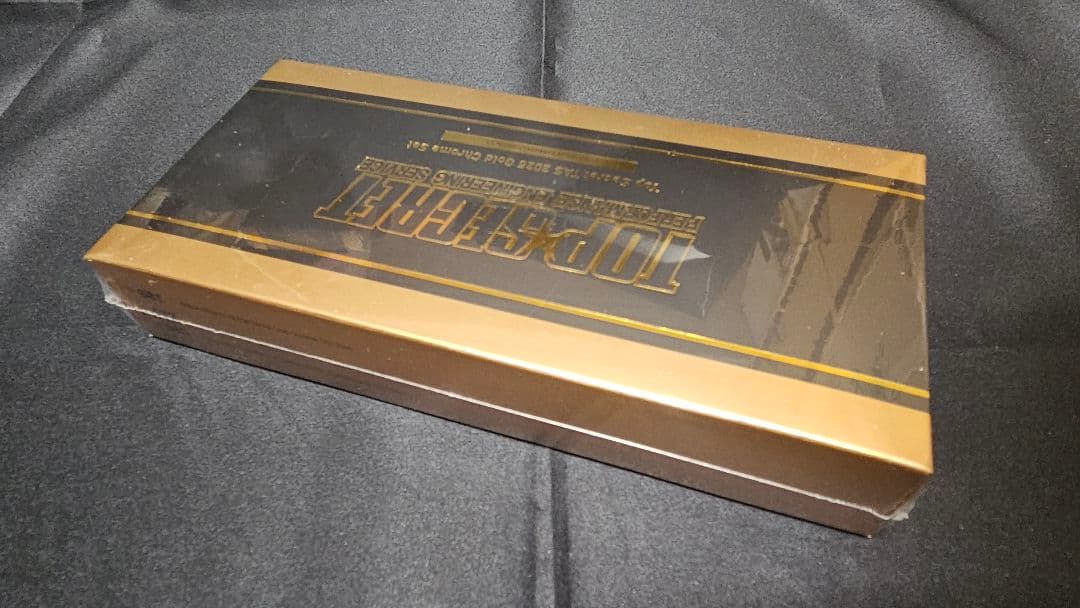 TOP SECRET
PERFORMANCE ENGINEERING SERVICE
Top Secret TAS 2026 Gold Chrome Set